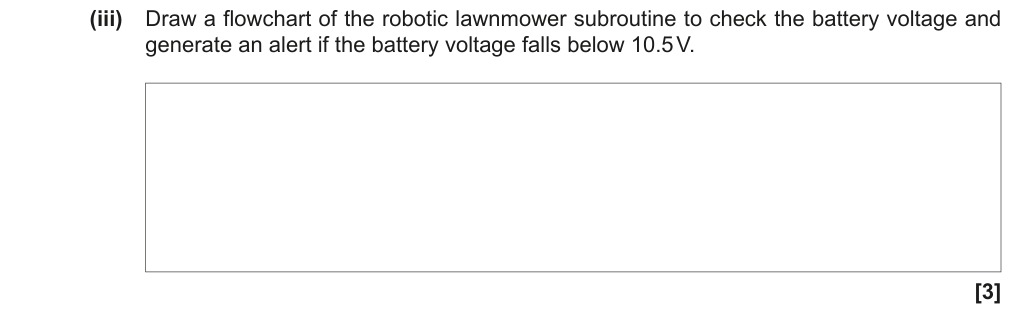 (iii) Draw a flowchart of the robotic lawnmower subroutine to check the battery voltage and
generate an alert if the battery voltage falls below 10.5 V.
[3]